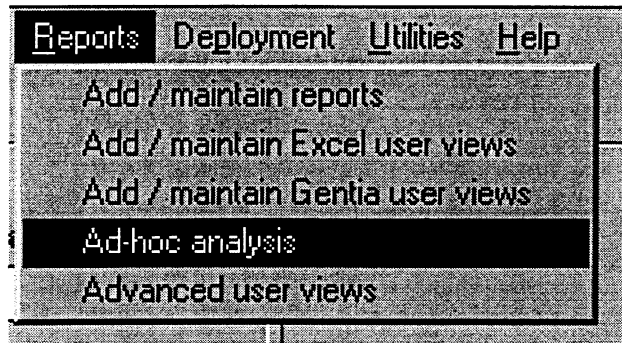 Reports Deployment Utilities Help
Add / maintain reports
Add / maintain Excel user views
Add / maintain Gentia user views
Ad-hoc analysis
Advanced user views